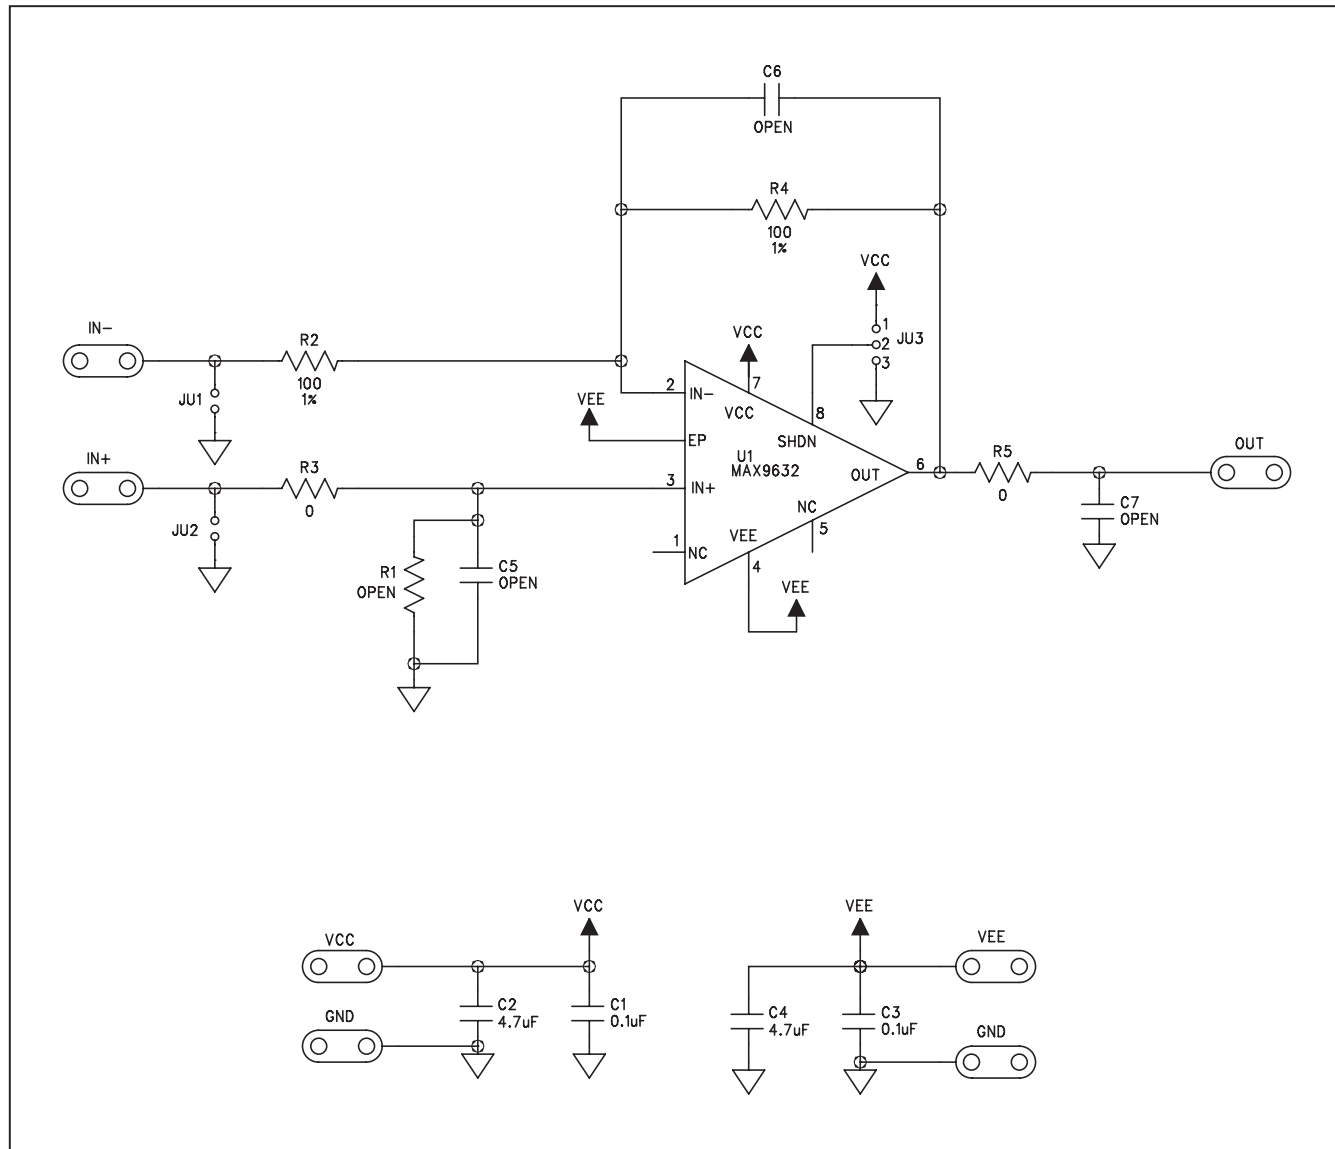 C6
OPEN
R4
100
1%
VCC
1
2
3
JU3
IN-
R2
100
1%
JU1
VCC
7
2
IN-
VCC
8
SHDN
VEE
EP
U1
MAX9632
OUT
6
R5
0
OUT
IN+
R3
0
JU2
3
IN+
NC
5
C7
OPEN
1
NC
VEE
4
VEE
R1
OPEN
C5
OPEN
VCC
VCC
C2
4.7uF
C1
0.1uF
GND
VEE
VEE
C4
4.7uF
C3
0.1uF
GND